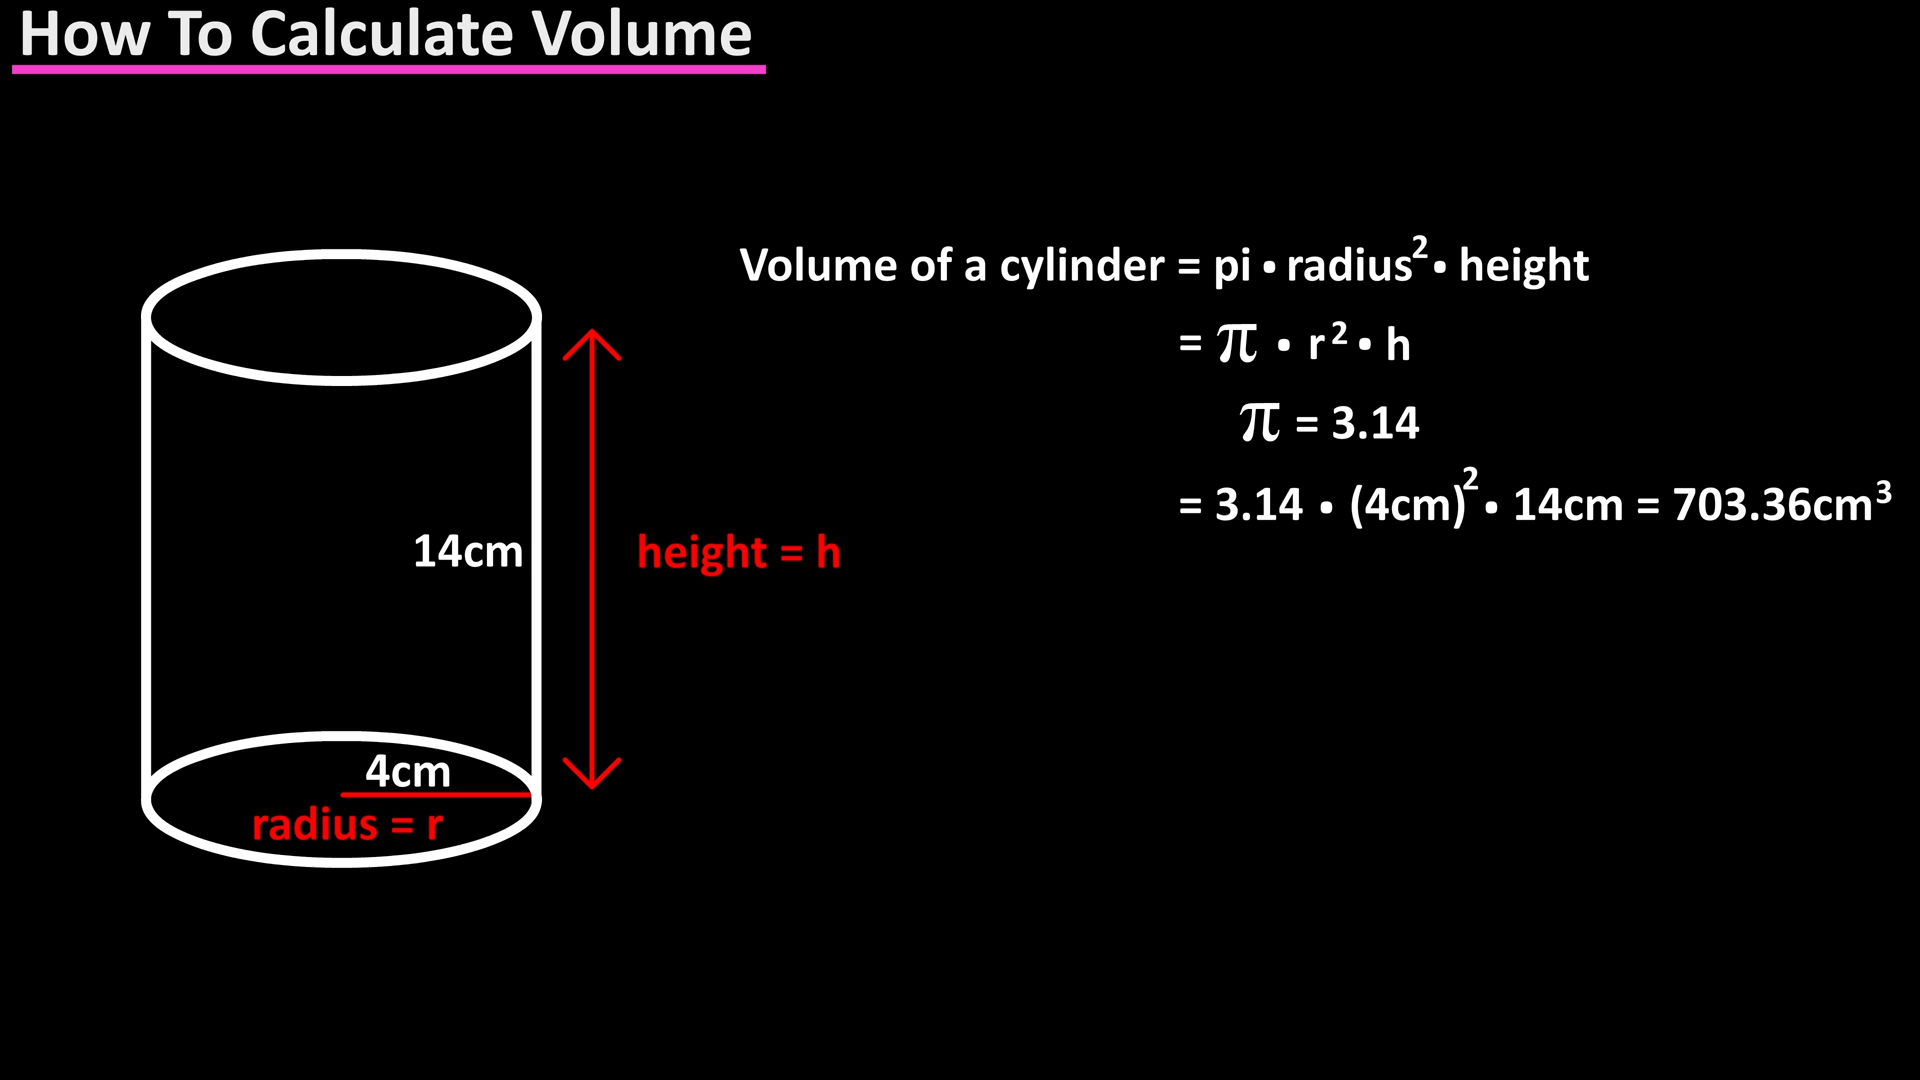 How To Calculate Volume
Volume of a cylinder = pi • radius² • height
= π • r² • h
π = 3.14
= 3.14 • (4cm)² • 14cm = 703.36cm³
14cm
height = h
4cm
radius = r